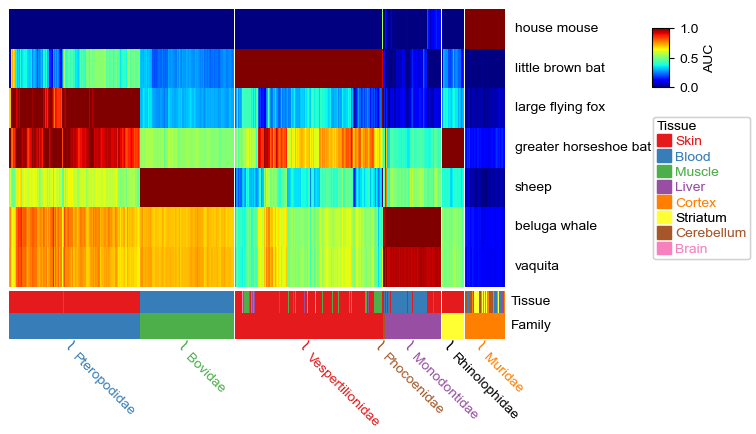 house mouse
little brown bat
large flying fox
greater horseshoe bat
sheep
beluga whale
vaquita
Tissue
Family
Pteropodidae
Bovidae
Vespertilionidae
Phocoenidae
Monodontidae
Rhinolophidae
Muridae
1.0
0.5
0.0
AUC
Tissue
Skin
Blood
Muscle
Liver
Cortex
Striatum
Cerebellum
Brain